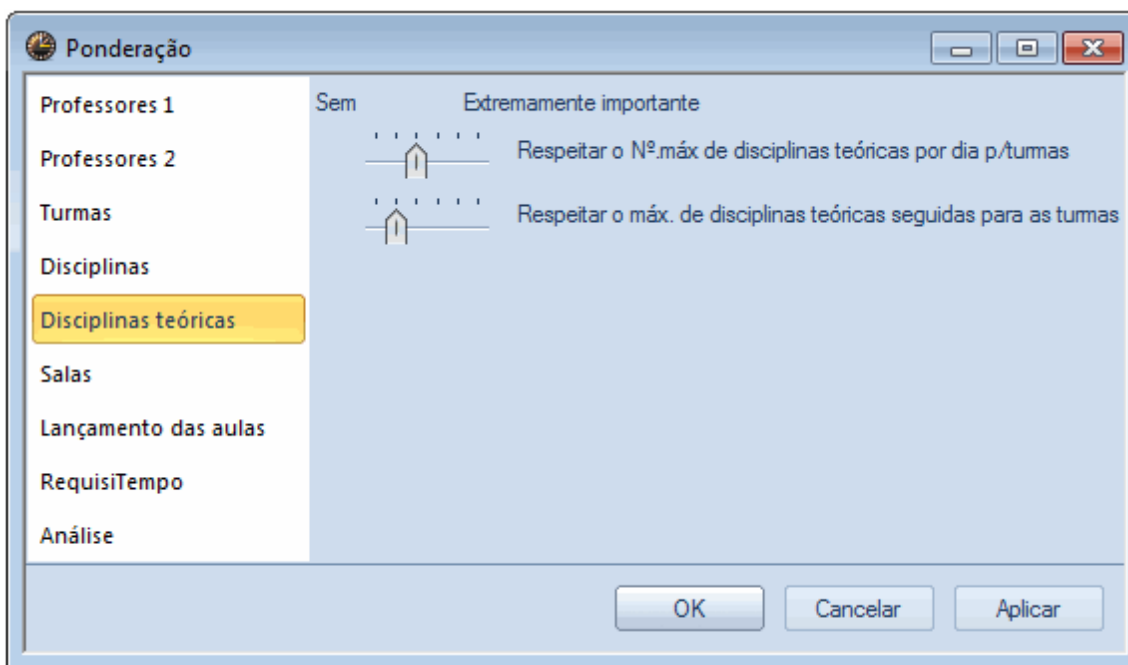 Ponderação
Professores 1
Professores 2
Turmas
Disciplinas
Disciplinas teóricas
Salas
Lançamento das aulas
RequisiTempo
Análise
Sem Extremamente importante
Respeitar o Nº.máx de disciplinas teóricas por dia p/turmas
Respeitar o máx. de disciplinas teóricas seguidas para as turmas
OK Cancelar Aplicar